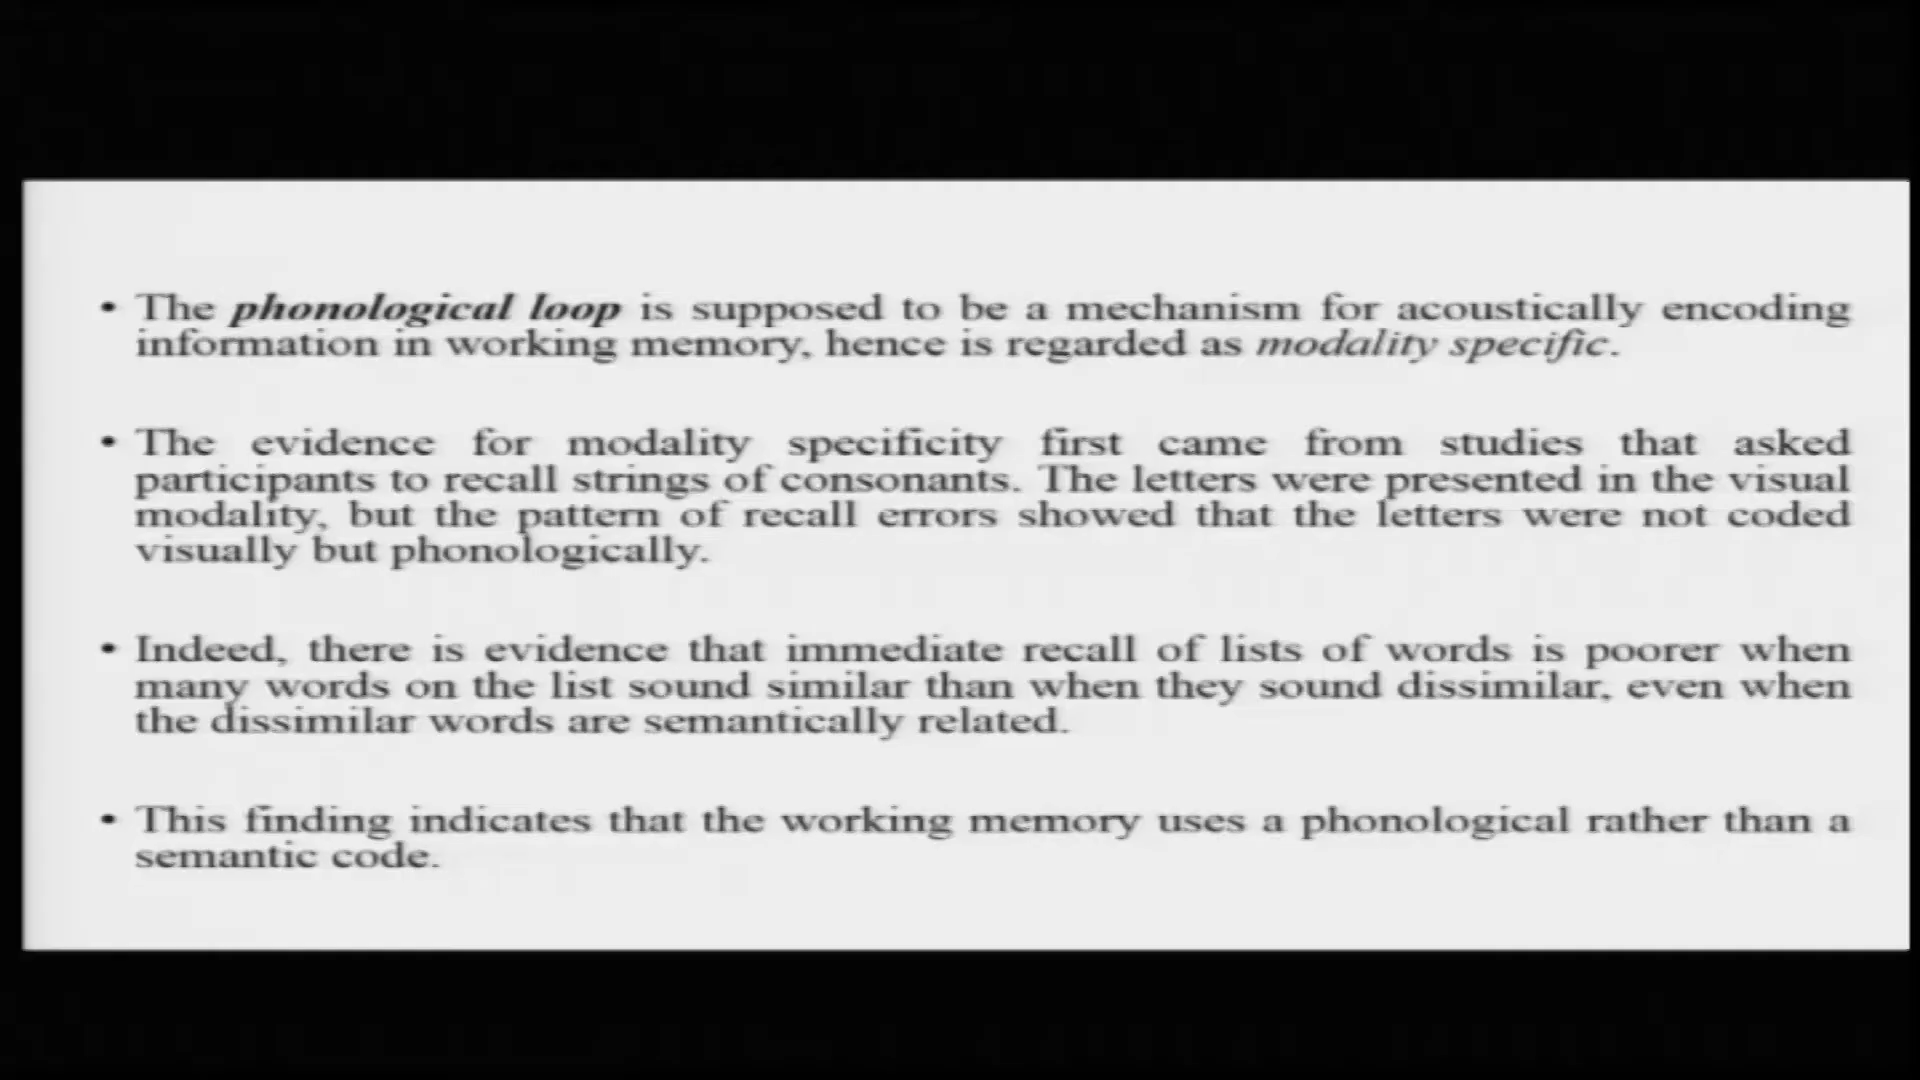 • The phonological loop is supposed to be a mechanism for acoustically encoding
information in working memory, hence is regarded as modality specific.
• The evidence for modality specificity first came from studies that asked
participants to recall strings of consonants. The letters were presented in the visual
modality, but the pattern of recall errors showed that the letters were not coded
visually but phonologically.
• Indeed, there is evidence that immediate recall of lists of words is poorer when
many words on the list sound similar than when they sound dissimilar, even when
the dissimilar words are semantically related.
• This finding indicates that the working memory uses a phonological rather than a
semantic code.